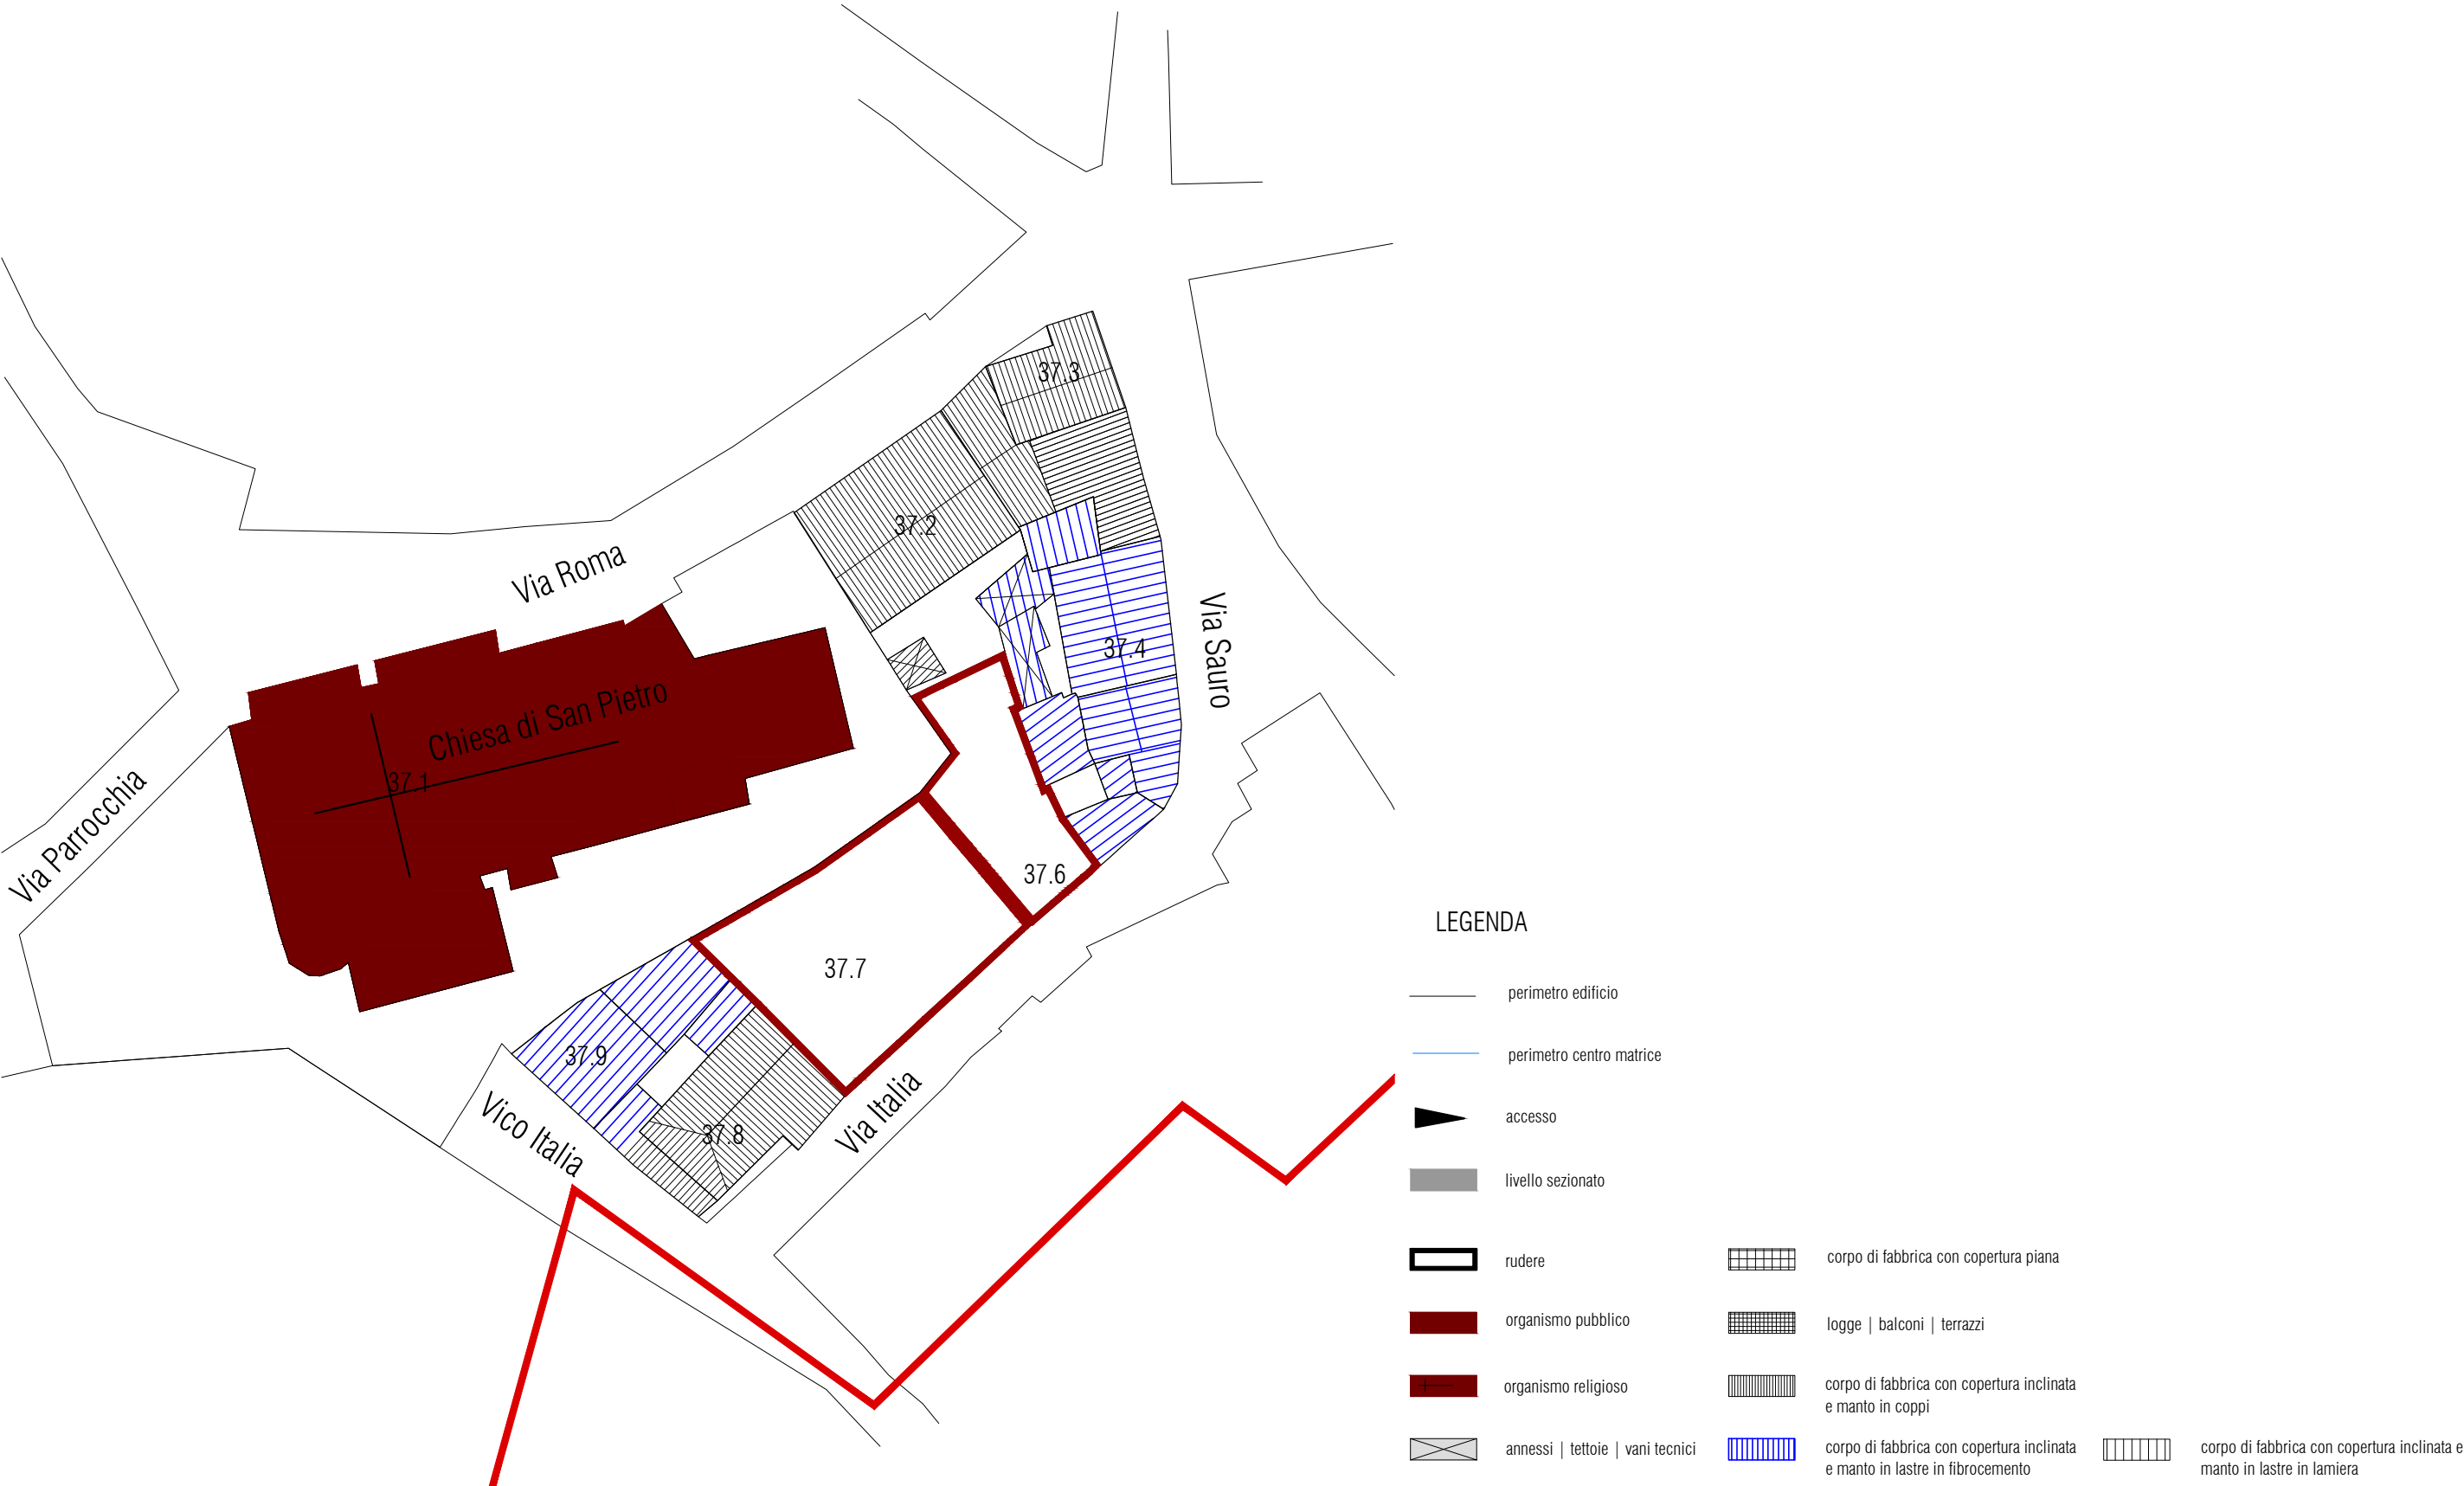 37.3
37.2
Via Roma
Via Sauro
37.4
Chiesa di San Pietro
37.1
Via Parrocchia
37.6
37.7
37.9
Vico Italia
37.8
Via Italia
LEGENDA
perimetro edificio
perimetro centro matrice
accesso
livello sezionato
rudere
organismo pubblico
organismo religioso
annessi | tettoie | vani tecnici
corpo di fabbrica con copertura piana
logge | balconi | terrazzi
corpo di fabbrica con copertura inclinata
e manto in coppi
corpo di fabbrica con copertura inclinata
e manto in lastre in fibrocemento
corpo di fabbrica con copertura inclinata e
manto in lastre in lamiera